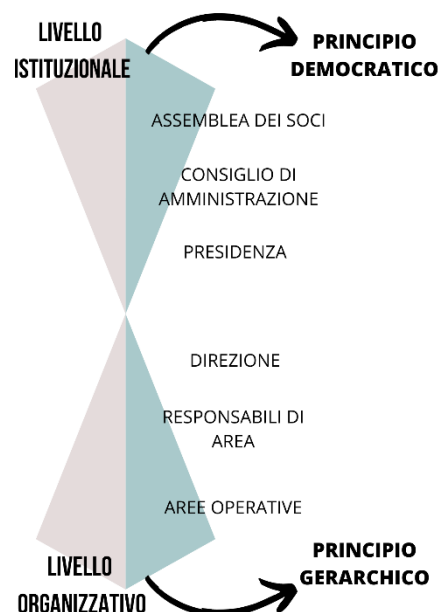 LIVELLO
ISTITUZIONALE
PRINCIPIO
DEMOCRATICO
ASSEMBLEA DEI SOCI
CONSIGLIO DI
AMMINISTRAZIONE
PRESIDENZA
DIREZIONE
RESPONSABILI DI
AREA
AREE OPERATIVE
LIVELLO
ORGANIZZATIVO
PRINCIPIO
GERARCHICO